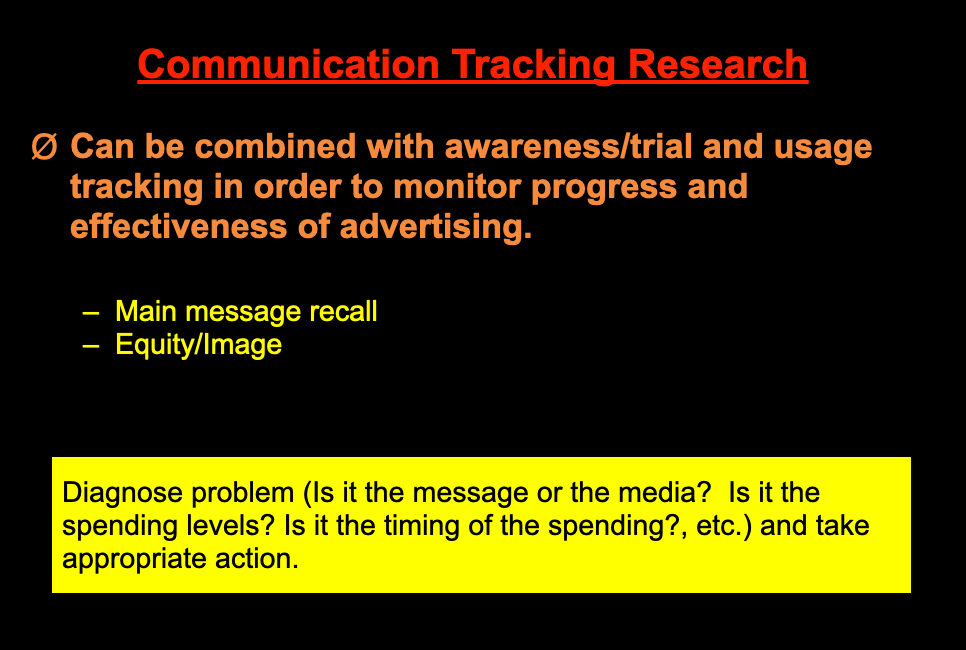 Communication Tracking Research
Ø Can be combined with awareness/trial and usage
tracking in order to monitor progress and
effectiveness of advertising.
– Main message recall
– Equity/Image
Diagnose problem (Is it the message or the media?  Is it the
spending levels? Is it the timing of the spending?, etc.) and take
appropriate action.